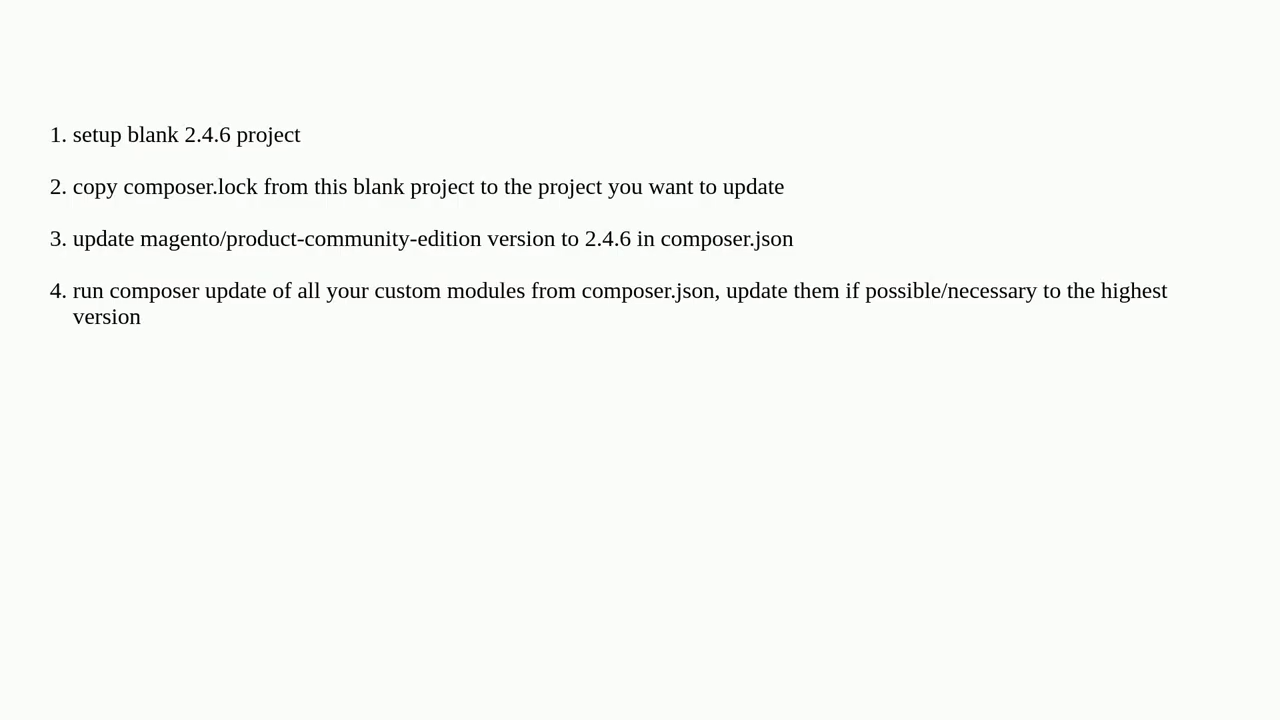 1. setup blank 2.4.6 project
2. copy composer.lock from this blank project to the project you want to update
3. update magento/product-community-edition version to 2.4.6 in composer.json
4. run composer update of all your custom modules from composer.json, update them if possible/necessary to the highest
version